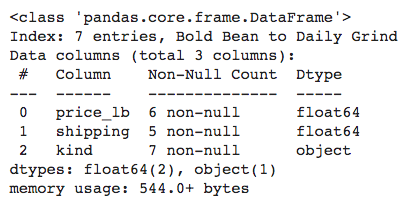 <class 'pandas.core.frame.DataFrame'>
Index: 7 entries, Bold Bean to Daily Grind
Data columns (total 3 columns):
 #   Column    Non-Null Count  Dtype
---  ------    --------------  -----
 0   price_lb  6 non-null      float64
 1   shipping  5 non-null      float64
 2   kind      7 non-null      object
dtypes: float64(2), object(1)
memory usage: 544.0+ bytes